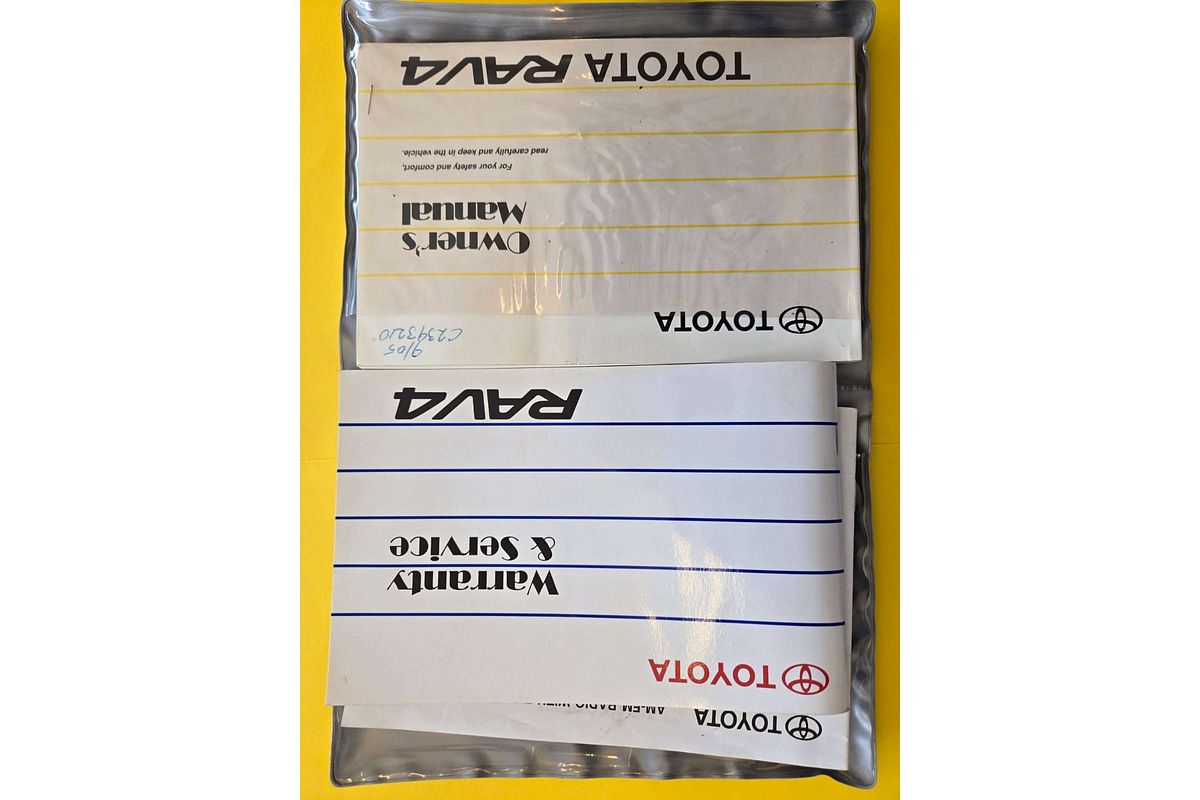 TOYOTA AM-FM RADIO WITH
TOYOTA
Warranty
& Service
RAV4
9/05
TOYOTA
Owner's
Manual
For your safety and comfort,
read carefully and keep in the vehicle.
TOYOTA RAV4